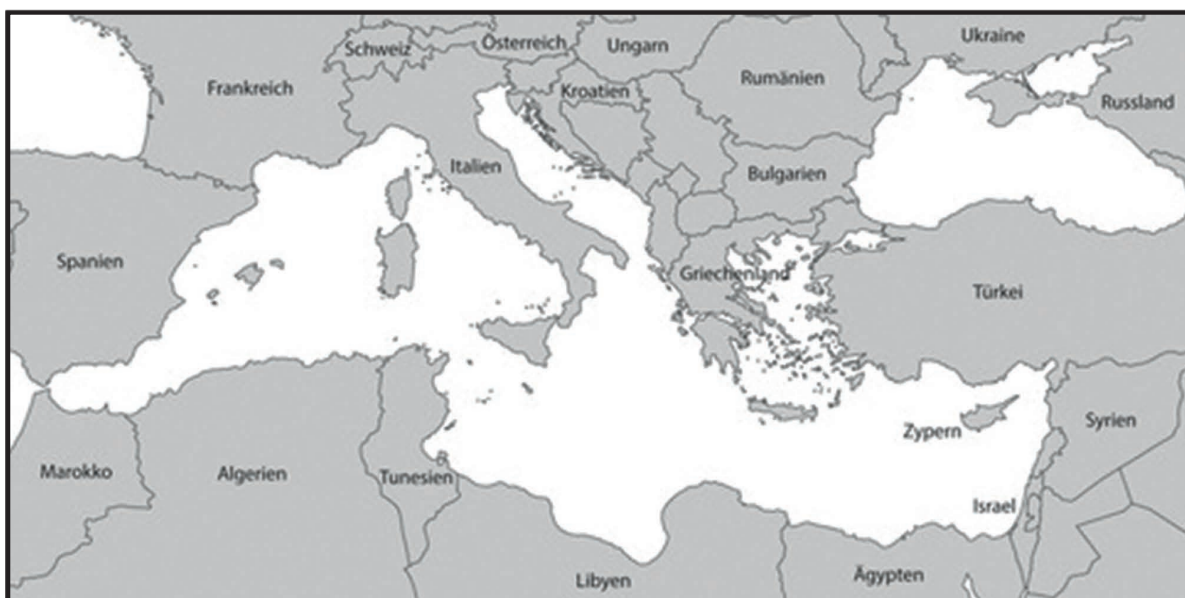 Ukraine
Österreich
Ungarn
Schweiz
Rumänien
Frankreich
Kroatien
Russland
Italien
Bulgarien
Spanien
Griechenland
Türkei
Zypern
Syrien
Marokko
Algerien
Tunesien
Israel
Libyen
Ägypten